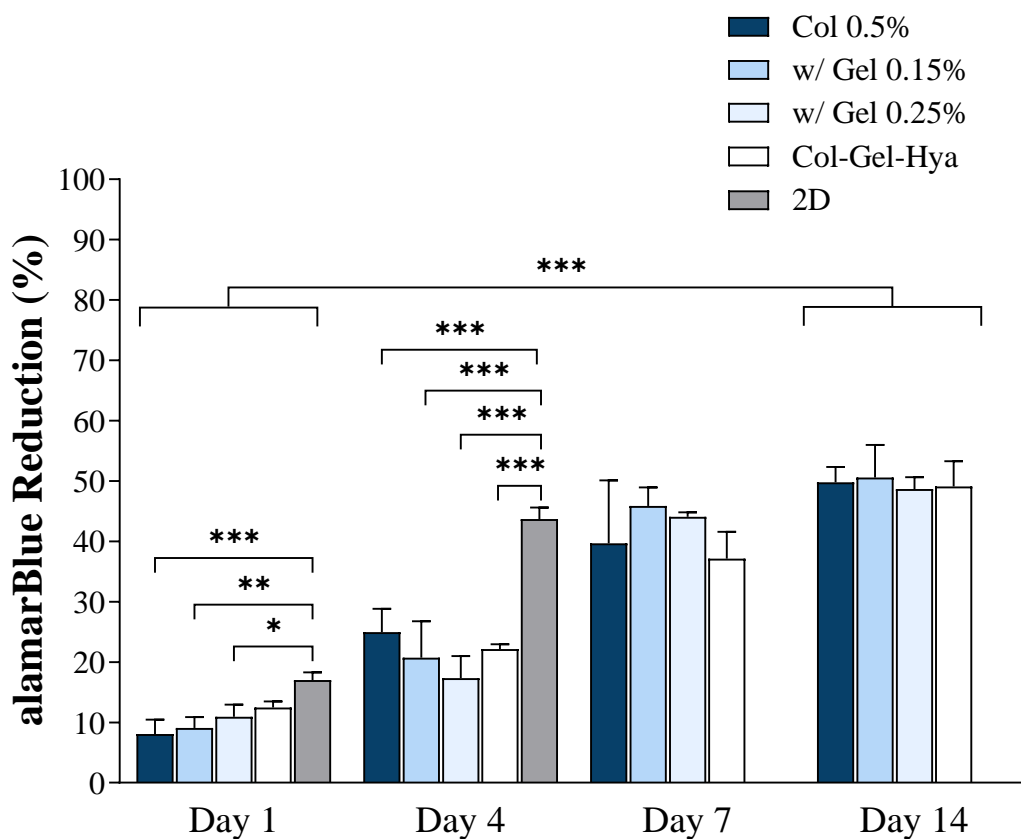 Col 0.5%
w/ Gel 0.15%
w/ Gel 0.25%
Col-Gel-Hya
2D
alamarBlue Reduction (%)
100
90
80
70
60
50
40
30
20
10
0
***
***
***
***
***
***
**
*
Day 1 Day 4 Day 7 Day 14